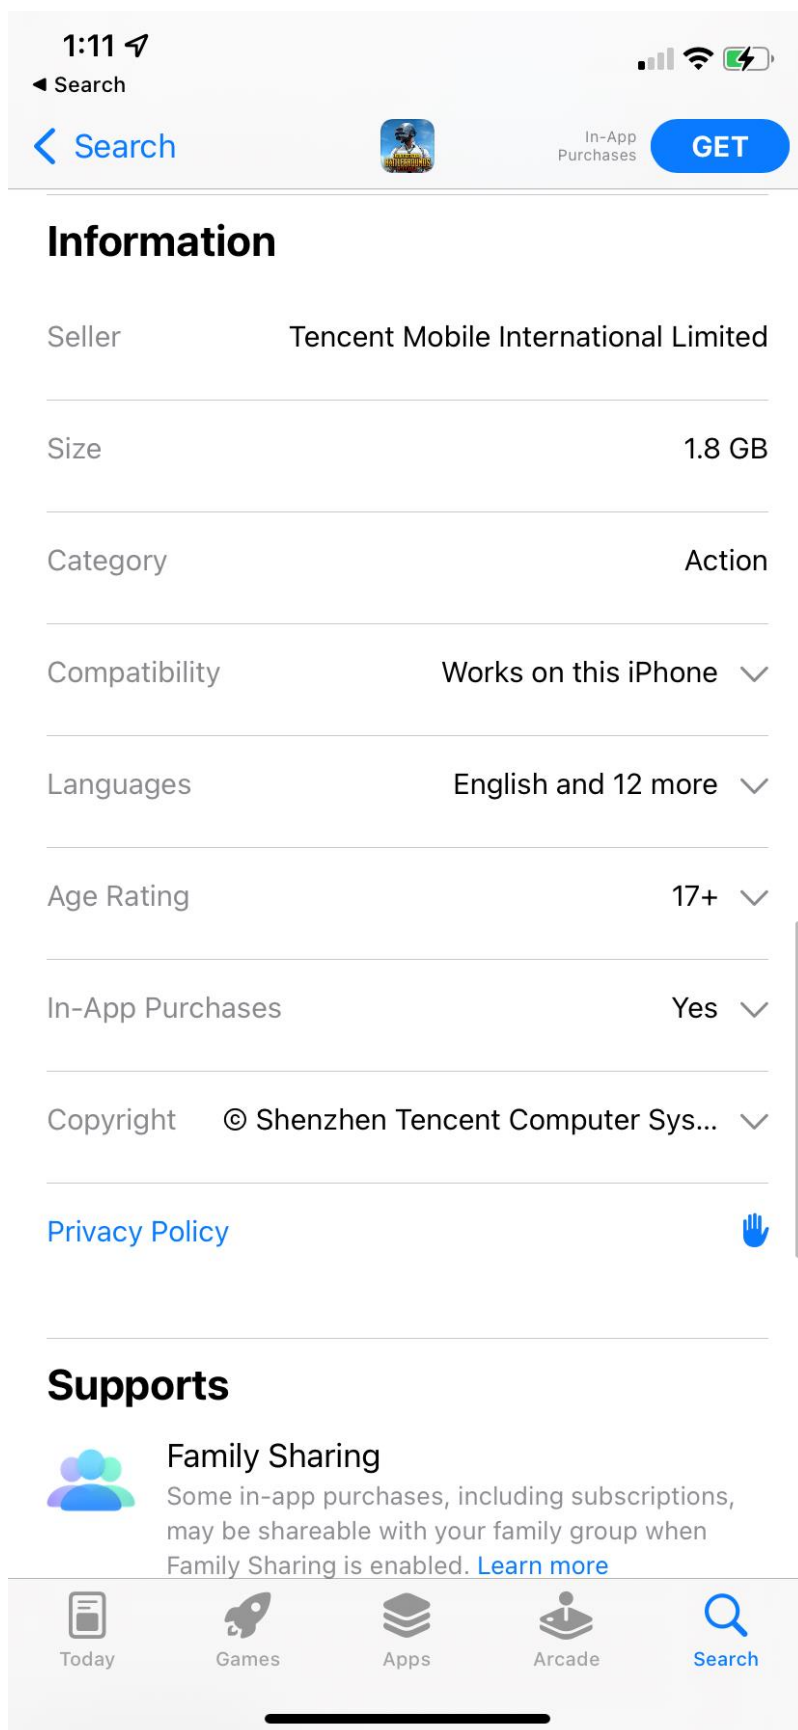 1:11
◀ Search
Search
In-App
Purchases
GET
Information
Seller
Tencent Mobile International Limited
Size
1.8 GB
Category
Action
Compatibility
Works on this iPhone
Languages
English and 12 more
Age Rating
17+
In-App Purchases
Yes
Copyright
© Shenzhen Tencent Computer Sys...
Privacy Policy
Supports
Family Sharing
Some in-app purchases, including subscriptions,
may be shareable with your family group when
Family Sharing is enabled. Learn more
Today
Games
Apps
Arcade
Search